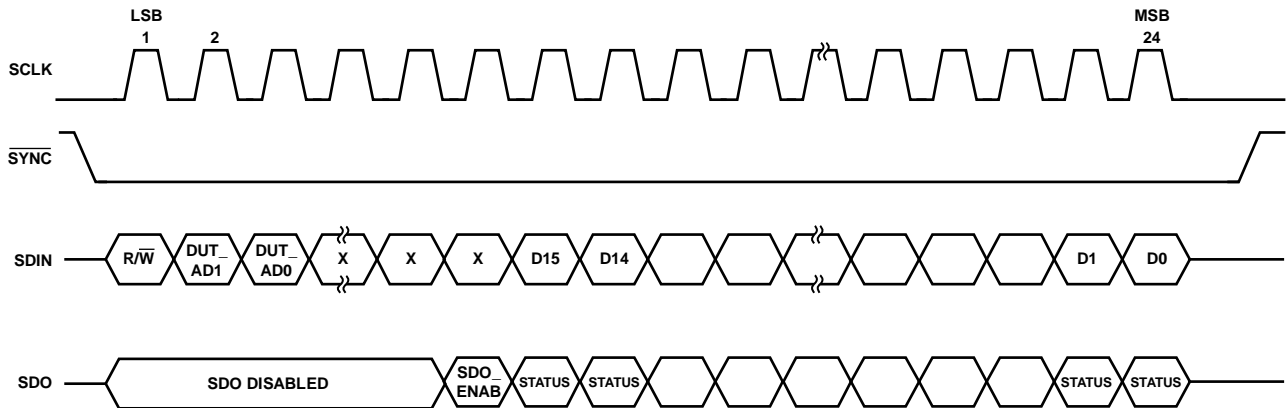 LSB MSB
1 2 24
SCLK
SYNC
SDIN R/W DUT_ AD1 DUT_ AD0 X X X D15 D14 D1 D0
SDO SDO DISABLED SDO_ ENAB STATUS STATUS STATUS STATUS